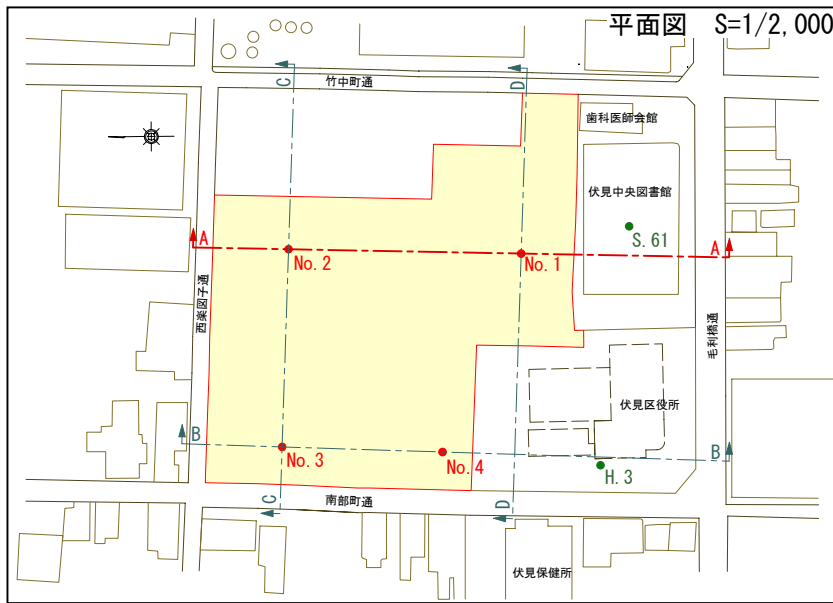 平面図 S=1/2,000
C
D
竹中町通
歯科医師会館
伏見中央図書館
S.61
A
A
No.2
No.1
西楽図子通
毛利橋通
伏見区役所
B
B
No.3
No.4
H.3
C
D
南部町通
伏見保健所